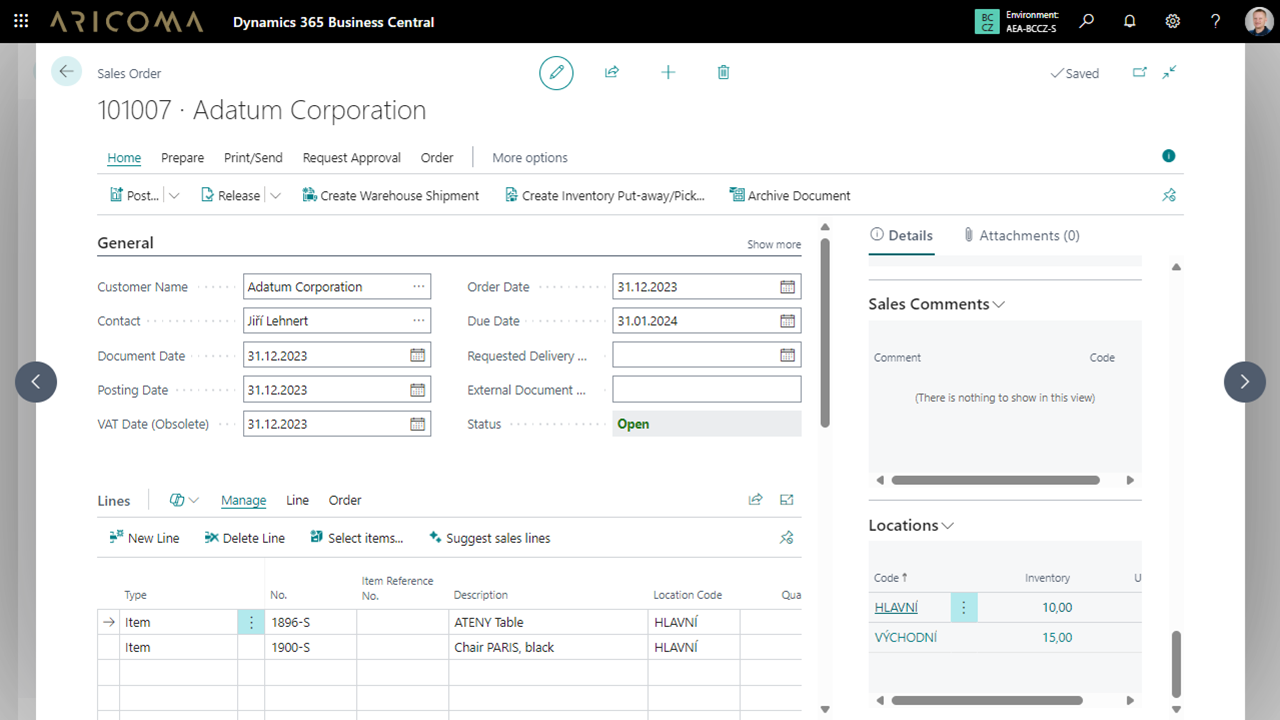 ARICOMA Dynamics 365 Business Central BC CZ Environment: AEA-BCCZ-S ?
Sales Order Saved
101007 · Adatum Corporation
Home Prepare Print/Send Request Approval Order More options
Post... Release Create Warehouse Shipment Create Inventory Put-away/Pick... Archive Document
General Show more
Customer Name Adatum Corporation Order Date 31.12.2023
Contact Jiří Lehnert Due Date 31.01.2024
Document Date 31.12.2023 Requested Delivery ...
Posting Date 31.12.2023 External Document ...
VAT Date (Obsolete) 31.12.2023 Status Open
Lines Manage Line Order
New Line Delete Line Select items... Suggest sales lines
Type No. Item Reference No. Description Location Code Qua
Item 1896-S ATENY Table HLAVNÍ
Item 1900-S Chair PARIS, black HLAVNÍ
Details Attachments (0)
Sales Comments
Comment Code
(There is nothing to show in this view)
Locations
Code ↑ Inventory U
HLAVNÍ 10,00
VÝCHODNÍ 15,00